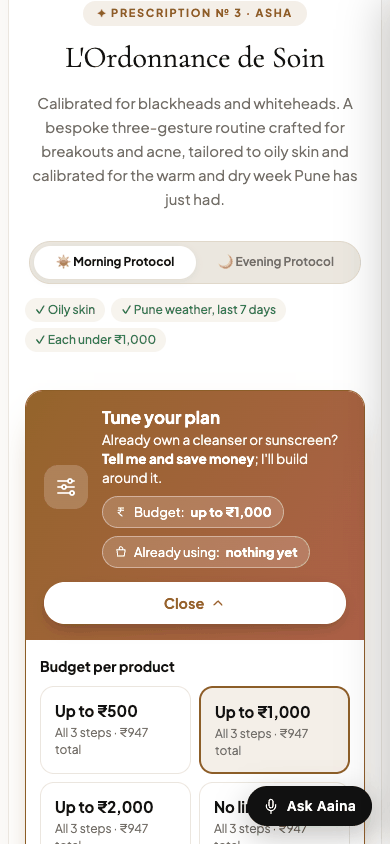 ✦ PRESCRIPTION Nº 3 · ASHA
L'Ordonnance de Soin
Calibrated for blackheads and whiteheads. A
bespoke three-gesture routine crafted for
breakouts and acne, tailored to oily skin and
calibrated for the warm and dry week Pune has
just had.
Morning Protocol
Evening Protocol
✓ Oily skin
✓ Pune weather, last 7 days
✓ Each under ₹1,000
Tune your plan
Already own a cleanser or sunscreen?
Tell me and save money; I'll build
around it.
₹ Budget: up to ₹1,000
Already using: nothing yet
Close
Budget per product
Up to ₹500
All 3 steps · ₹947
total
Up to ₹1,000
All 3 steps · ₹947
total
Up to ₹2,000
All 3 steps · ₹947
No
Ask Aaina